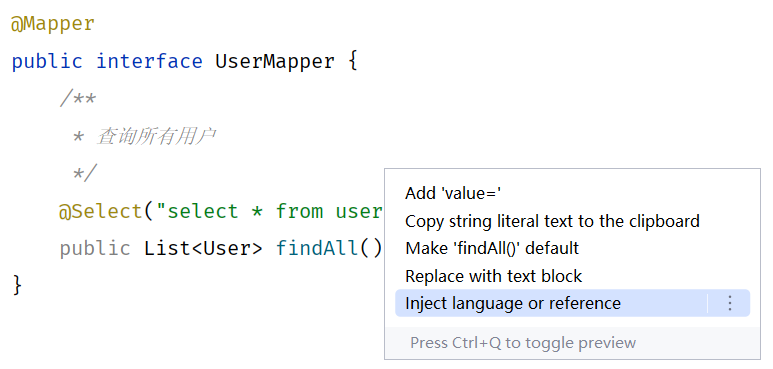 @Mapper
public interface UserMapper {
/**
* 查询所有用户
*/
@Select("select * from user
public List<User> findAll()
}
Add 'value='
Copy string literal text to the clipboard
Make 'findAll()' default
Replace with text block
Inject language or reference
Press Ctrl+Q to toggle preview